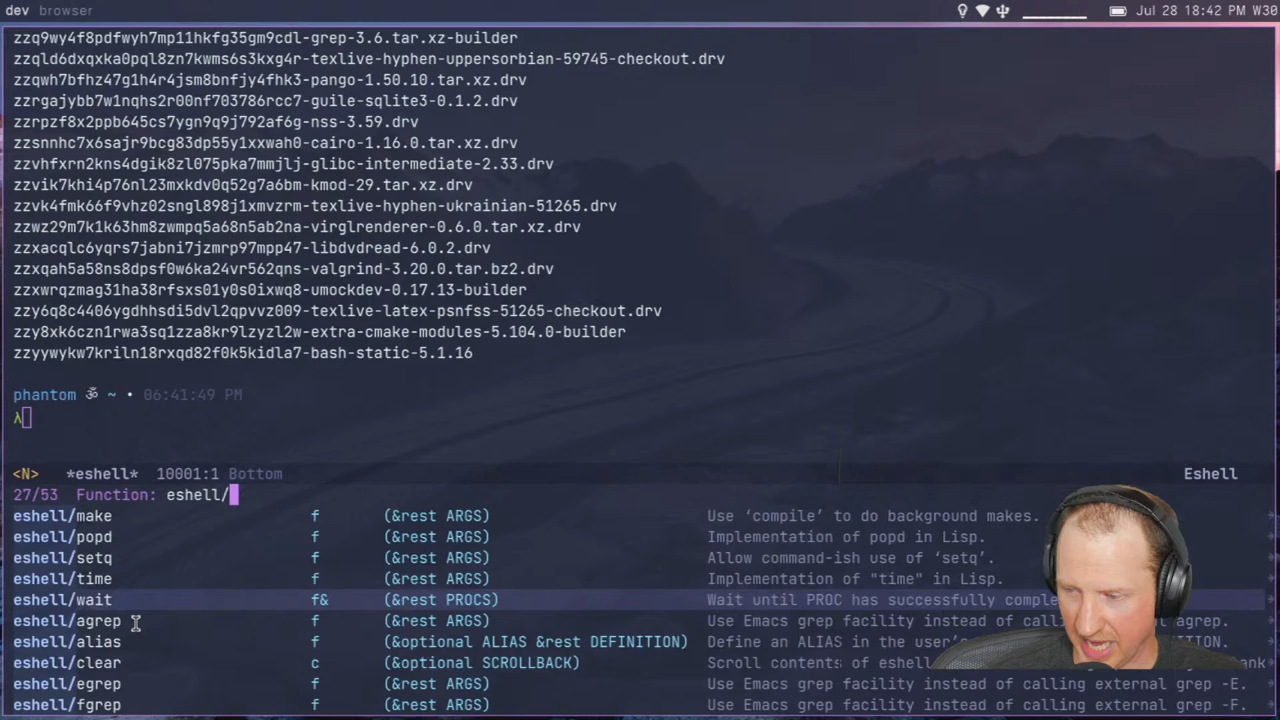 dev browser Jul 28 18:42 PM W30
zzq9wy4f8pdfwyh7mp11hkfg35gm9cdl-grep-3.6.tar.xz-builder
zzqld6dxqxka0pql8zn7kwms6s3kxg4r-texlive-hyphen-uppersorbian-59745-checkout.drv
zzqwh7bfhz47g1h4r4jsm8bnfjy4fhk3-pango-1.50.10.tar.xz.drv
zzrgajybb7w1nqhs2r00nf703786rcc7-guile-sqlite3-0.1.2.drv
zzrpzf8x2ppb645cs7ygn9q9j792af6g-nss-3.59.drv
zzsnnhc7x6sajr9bcg83dp55y1xxwah0-cairo-1.16.0.tar.xz.drv
zzvhfxrn2kns4dgik8zl075pka7mmjlj-glibc-intermediate-2.33.drv
zzvik7khi4p76nl23mxkdv0q52g7a6bm-kmod-29.tar.xz.drv
zzvk4fmk66f9vhz02sngl898j1xmvzrm-texlive-hyphen-ukrainian-51265.drv
zzwz29m7k1k63hm8zwmpq5a68n5ab2na-virglrenderer-0.6.0.tar.xz.drv
zzxacqlc6yqrs7jabni7jzmrp97mpp47-libdvdread-6.0.2.drv
zzxqah5a58ns8dpsf0w6ka24vr562qns-valgrind-3.20.0.tar.bz2.drv
zzxwrqzmag31ha38rfsxs01y0s0ixwq8-umockdev-0.17.13-builder
zzy6q8c4406ygdhhsdi5dvl2qpvvz009-texlive-latex-psnfss-51265-checkout.drv
zzy8xk6czn1rwa3sq1zza8kr9lzyzl2w-extra-cmake-modules-5.104.0-builder
zzyywykw7kriln18rxqd82f0k5kidla7-bash-static-5.1.16
phantom ॐ ~ • 06:41:49 PM
λ
<N> *eshell* 10001:1 Bottom Eshell
27/53 Function: eshell/
eshell/make f (&rest ARGS) Use ‘compile’ to do background makes.
eshell/popd f (&rest ARGS) Implementation of popd in Lisp.
eshell/setq f (&rest ARGS) Allow command-ish use of ‘setq’.
eshell/time f (&rest ARGS) Implementation of "time" in Lisp.
eshell/wait f& (&rest PROCS) Wait until PROC has successfully
eshell/agrep f (&rest ARGS) Use Emacs grep facility instead of agrep.
eshell/alias f (&optional ALIAS &rest DEFINITION) Define an ALIAS in the
eshell/clear c (&optional SCROLLBACK) Scroll contents of
eshell/egrep f (&rest ARGS) Use Emacs grep facility instead of calling external grep -E.
eshell/fgrep f (&rest ARGS) Use Emacs grep facility instead of calling external grep -F.